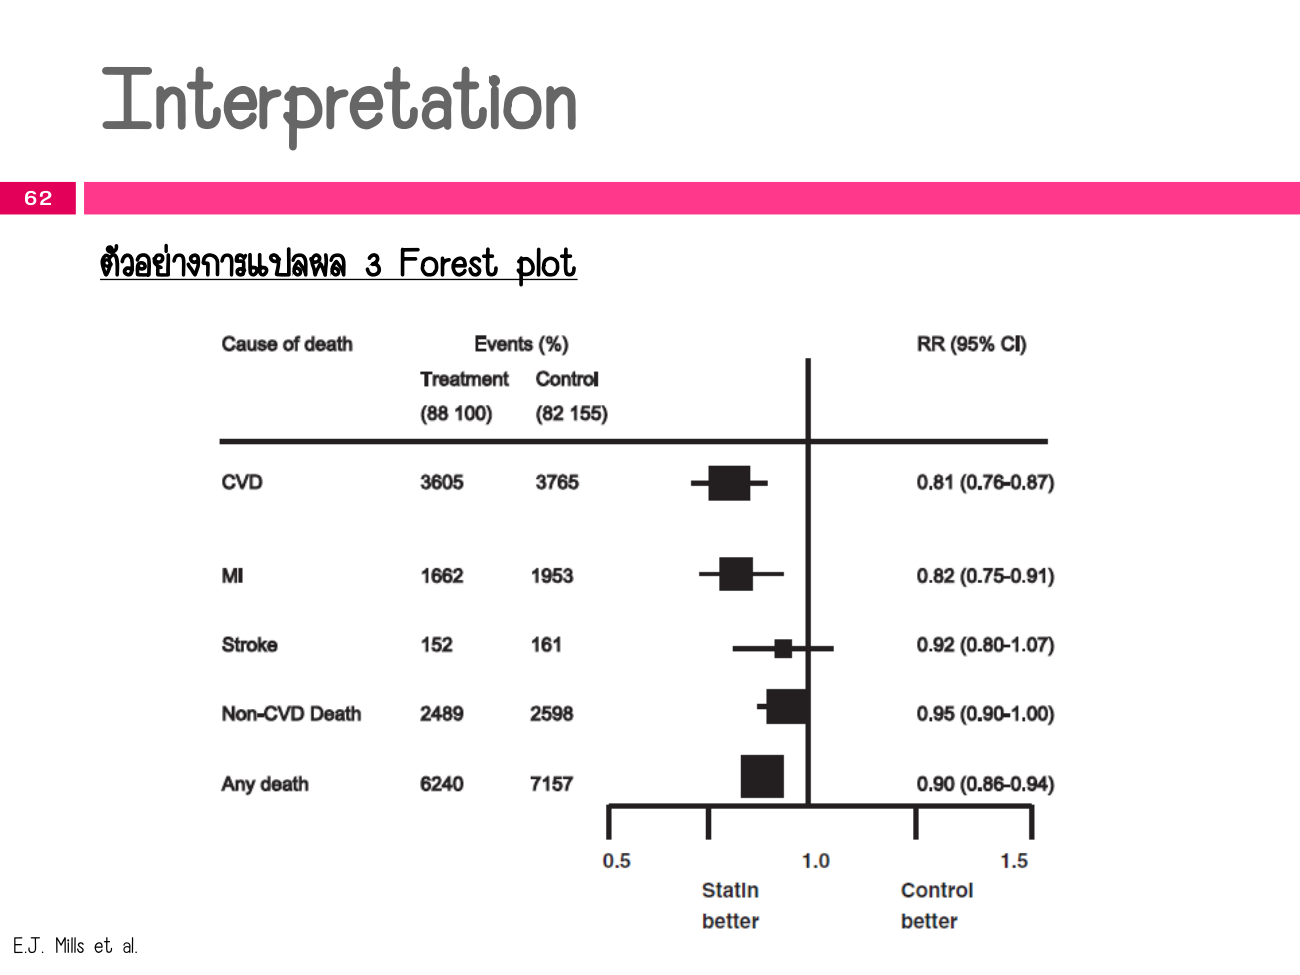 Interpretation
62
ตัวอย่างการแปลผล 3 Forest plot
Cause of death Events (%) RR (95% CI)
Treatment Control
(88 100) (82 155)
CVD 3605 3765 0.81 (0.76-0.87)
MI 1662 1953 0.82 (0.75-0.91)
Stroke 152 161 0.92 (0.80-1.07)
Non-CVD Death 2489 2598 0.95 (0.90-1.00)
Any death 6240 7157 0.90 (0.86-0.94)
0.5 1.0 1.5
Statin Control
better better
E.J. Mills et al.